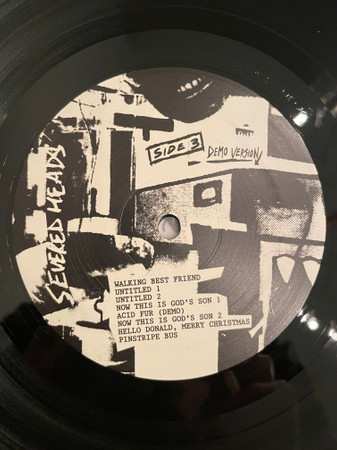 SEVERED HEADS
SIDE 3
DEMO VERSION
WALKING BEST FRIEND
UNTITLED 1
UNTITLED 2
NOW THIS IS GOD'S SON 1
ACID FUR (DEMO)
NOW THIS IS GOD'S SON 2
HELLO DONALD, MERRY CHRISTMAS
PINSTRIPE BUS